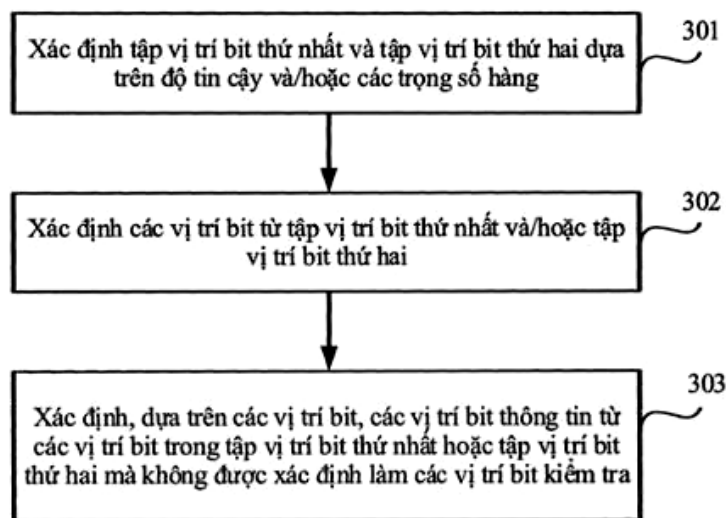 Xác định tập vị trí bit thứ nhất và tập vị trí bit thứ hai dựa
trên độ tin cậy và/hoặc các trọng số hàng
301
Xác định các vị trí bit từ tập vị trí bit thứ nhất và/hoặc tập
vị trí bit thứ hai
302
Xác định, dựa trên các vị trí bit, các vị trí bit thông tin từ
các vị trí bit trong tập vị trí bit thứ nhất hoặc tập vị trí bit
thứ hai mà không được xác định làm các vị trí bit kiểm tra
303